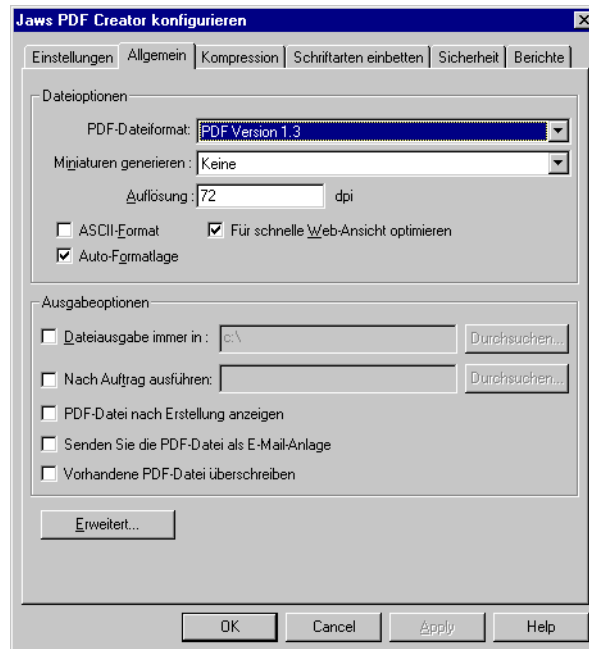 Jaws PDF Creator konfigurieren
Einstellungen Allgemein Kompression Schriftarten einbetten Sicherheit Berichte
Dateioptionen
PDF-Dateiformat: PDF Version 1.3
Miniaturen generieren : Keine
Auflösung : 72 dpi
ASCII-Format Für schnelle Web-Ansicht optimieren
Auto-Formatlage
Ausgabeoptionen
Dateiausgabe immer in : c:\ Durchsuchen...
Nach Auftrag ausführen: Durchsuchen...
PDF-Datei nach Erstellung anzeigen
Senden Sie die PDF-Datei als E-Mail-Anlage
Vorhandene PDF-Datei überschreiben
Erweitert...
OK Cancel Apply Help